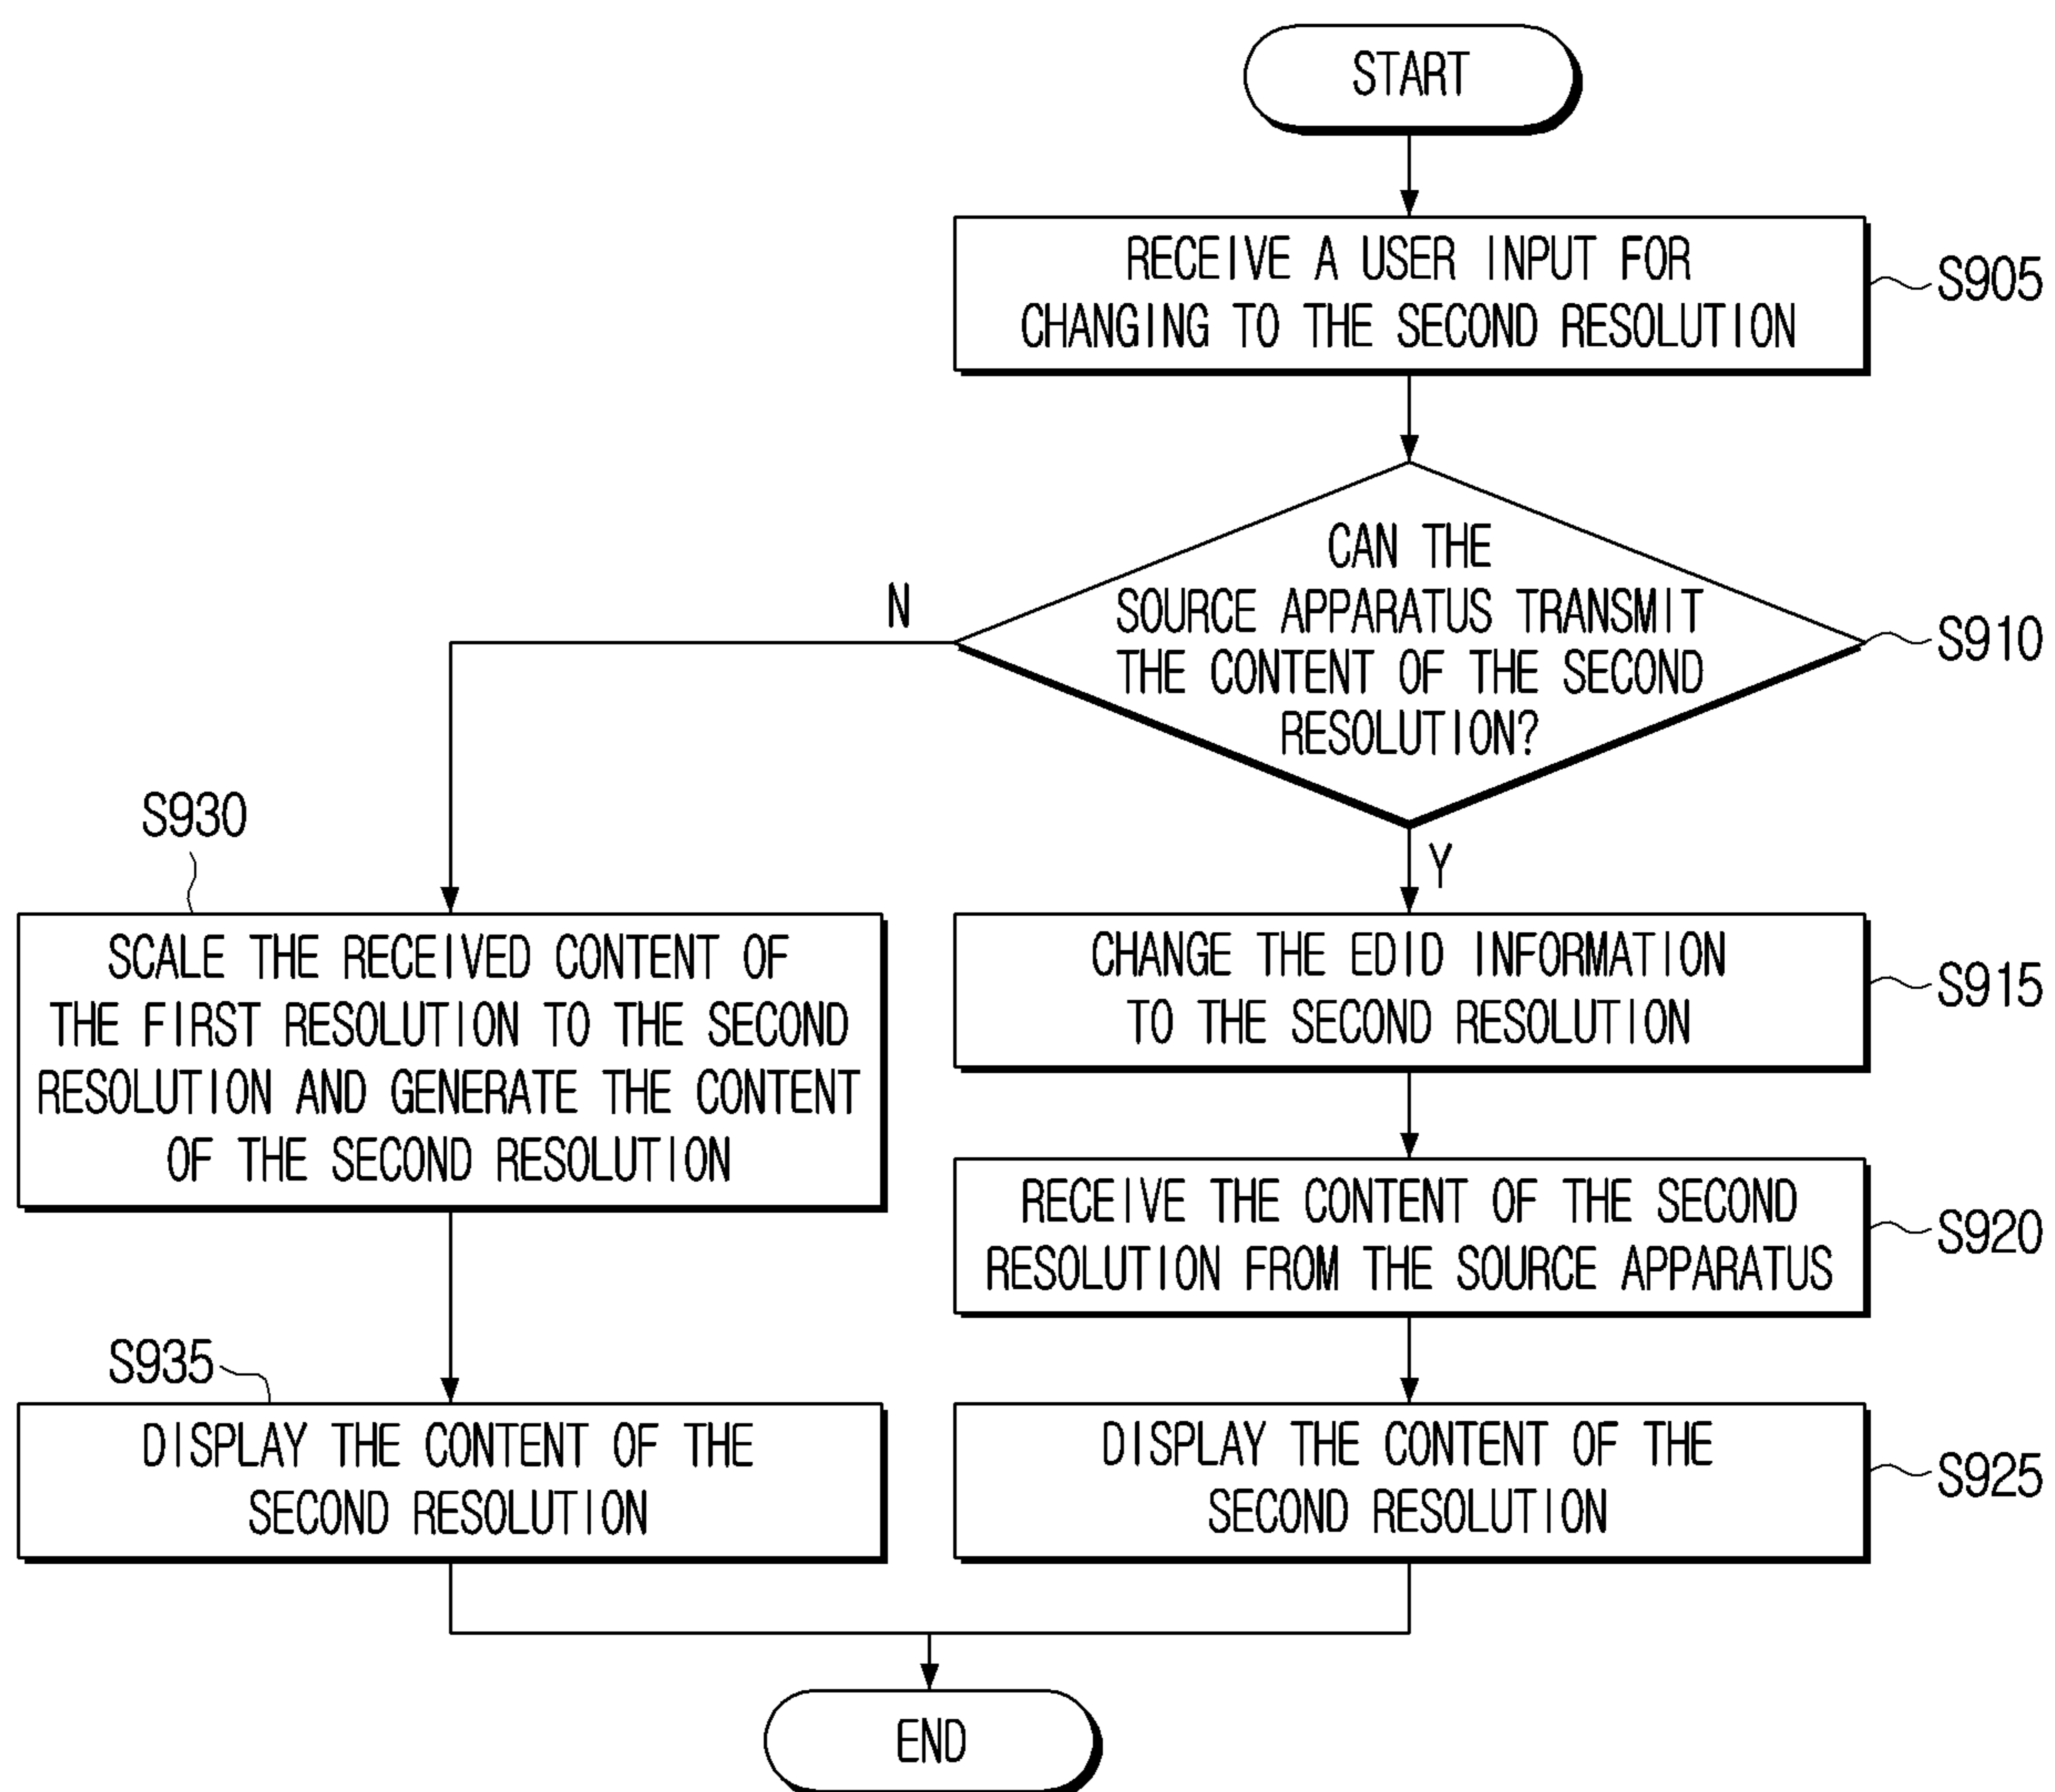 START
RECEIVE A USER INPUT FOR
CHANGING TO THE SECOND RESOLUTION
S905
CAN THE
SOURCE APPARATUS TRANSMIT
THE CONTENT OF THE SECOND
RESOLUTION?
S910
N
Y
S930
SCALE THE RECEIVED CONTENT OF
THE FIRST RESOLUTION TO THE SECOND
RESOLUTION AND GENERATE THE CONTENT
OF THE SECOND RESOLUTION
CHANGE THE EDID INFORMATION
TO THE SECOND RESOLUTION
S915
RECEIVE THE CONTENT OF THE SECOND
RESOLUTION FROM THE SOURCE APPARATUS
S920
S935
DISPLAY THE CONTENT OF THE
SECOND RESOLUTION
DISPLAY THE CONTENT OF THE
SECOND RESOLUTION
S925
END